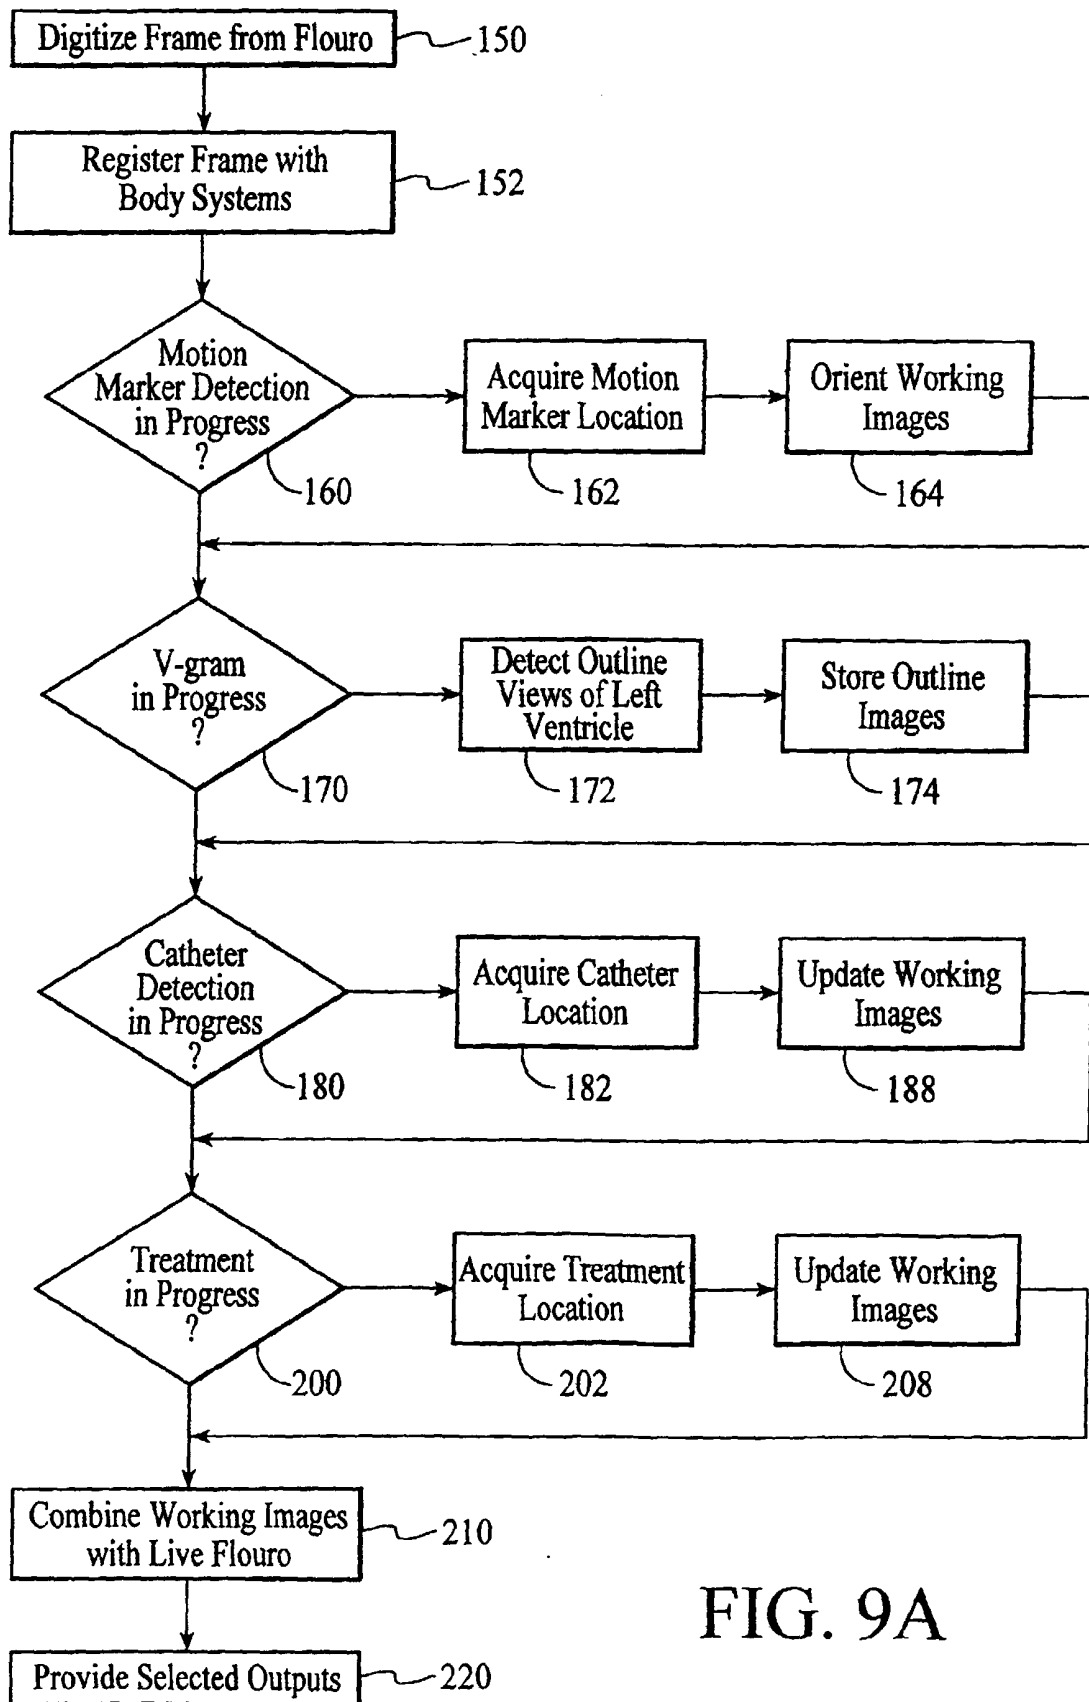 Digitize Frame from Flouro
150
Register Frame with
Body Systems
152
Motion
Marker Detection
in Progress
?
160
Acquire Motion
Marker Location
162
Orient Working
Images
164
V-gram
in Progress
?
170
Detect Outline
Views of Left
Ventricle
172
Store Outline
Images
174
Catheter
Detection
in Progress
?
180
Acquire Catheter
Location
182
Update Working
Images
188
Treatment
in Progress
?
200
Acquire Treatment
Location
202
Update Working
Images
208
Combine Working Images
with Live Flouro
210
Provide Selected Outputs
220
FIG. 9A